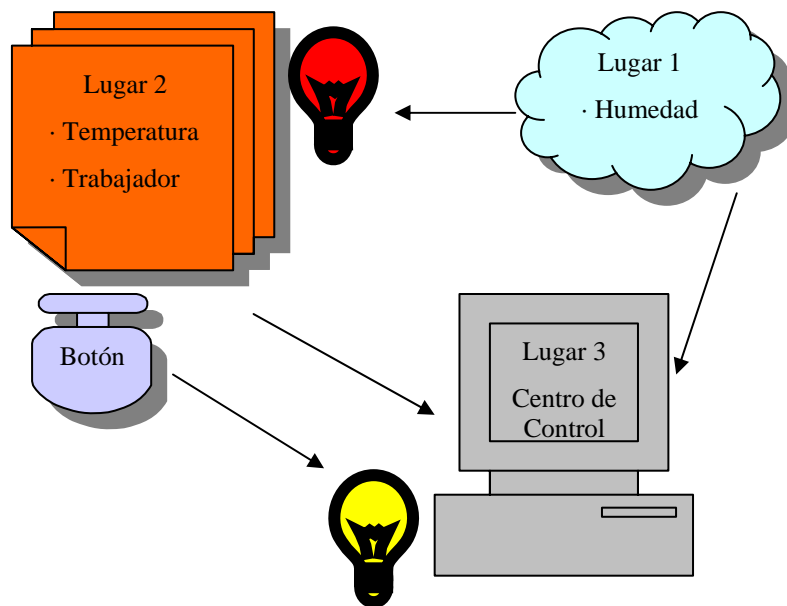 Lugar 2
· Temperatura
· Trabajador
Lugar 1
· Humedad
Botón
Lugar 3
Centro de
Control